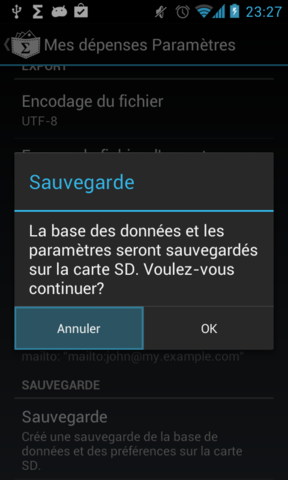 23:27
Mes dépenses Paramètres
EXPORT
Encodage du fichier
UTF-8
Sauvegarde
La base des données et les
paramètres seront sauvegardés
sur la carte SD. Voulez-vous
continuer?
Annuler
OK
mailto: "mailto:john@my.example.com"
SAUVEGARDE
Sauvegarde
Créé une sauvegarde de la base de
données et des préférences sur la carte
SD.